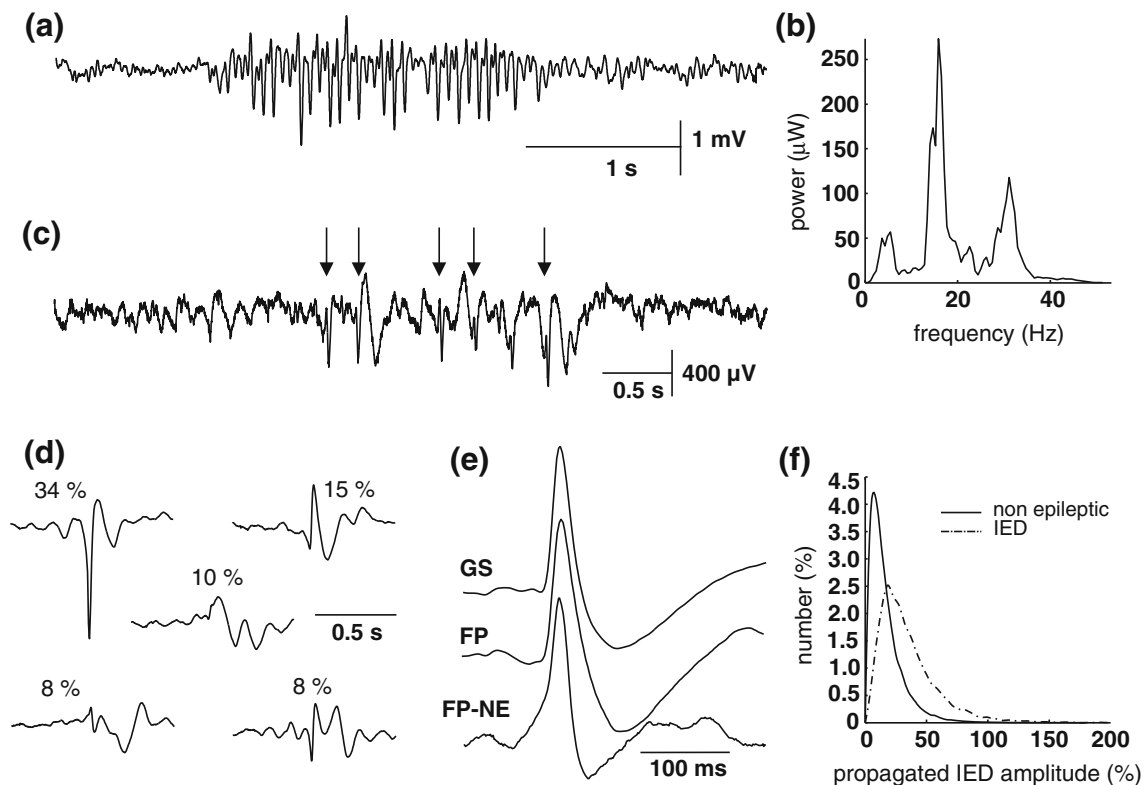 (a)
1 s
1 mV
(b)
power (µW)
250
200
150
100
50
0
0
20
40
frequency (Hz)
(c)
0.5 s
400 µV
(d)
34 %
15 %
10 %
0.5 s
8 %
8 %
(e)
GS
FP
FP-NE
100 ms
(f)
number (%)
4.5
4.0
3.5
3.0
2.5
2.0
1.5
1.0
0.5
0
non epileptic
IED
0
50
100
150
200
propagated IED amplitude (%)